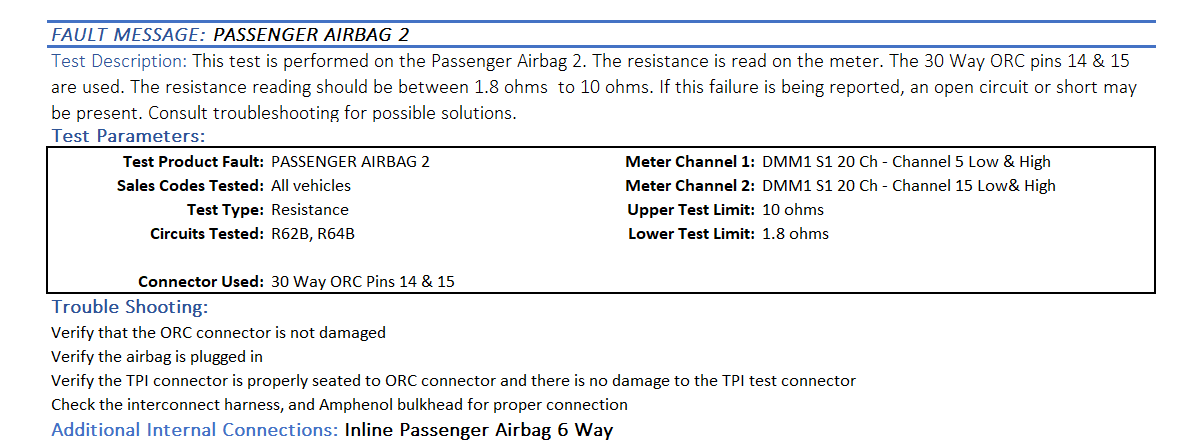 FAULT MESSAGE: PASSENGER AIRBAG 2
Test Description: This test is performed on the Passenger Airbag 2. The resistance is read on the meter. The 30 Way ORC pins 14 & 15
are used. The resistance reading should be between 1.8 ohms  to 10 ohms. If this failure is being reported, an open circuit or short may
be present. Consult troubleshooting for possible solutions.
Test Parameters:
Test Product Fault: PASSENGER AIRBAG 2 Meter Channel 1: DMM1 S1 20 Ch - Channel 5 Low & High
Sales Codes Tested: All vehicles Meter Channel 2: DMM1 S1 20 Ch - Channel 15 Low& High
Test Type: Resistance Upper Test Limit: 10 ohms
Circuits Tested: R62B, R64B Lower Test Limit: 1.8 ohms
Connector Used: 30 Way ORC Pins 14 & 15
Trouble Shooting:
Verify that the ORC connector is not damaged
Verify the airbag is plugged in
Verify the TPI connector is properly seated to ORC connector and there is no damage to the TPI test connector
Check the interconnect harness, and Amphenol bulkhead for proper connection
Additional Internal Connections: Inline Passenger Airbag 6 Way